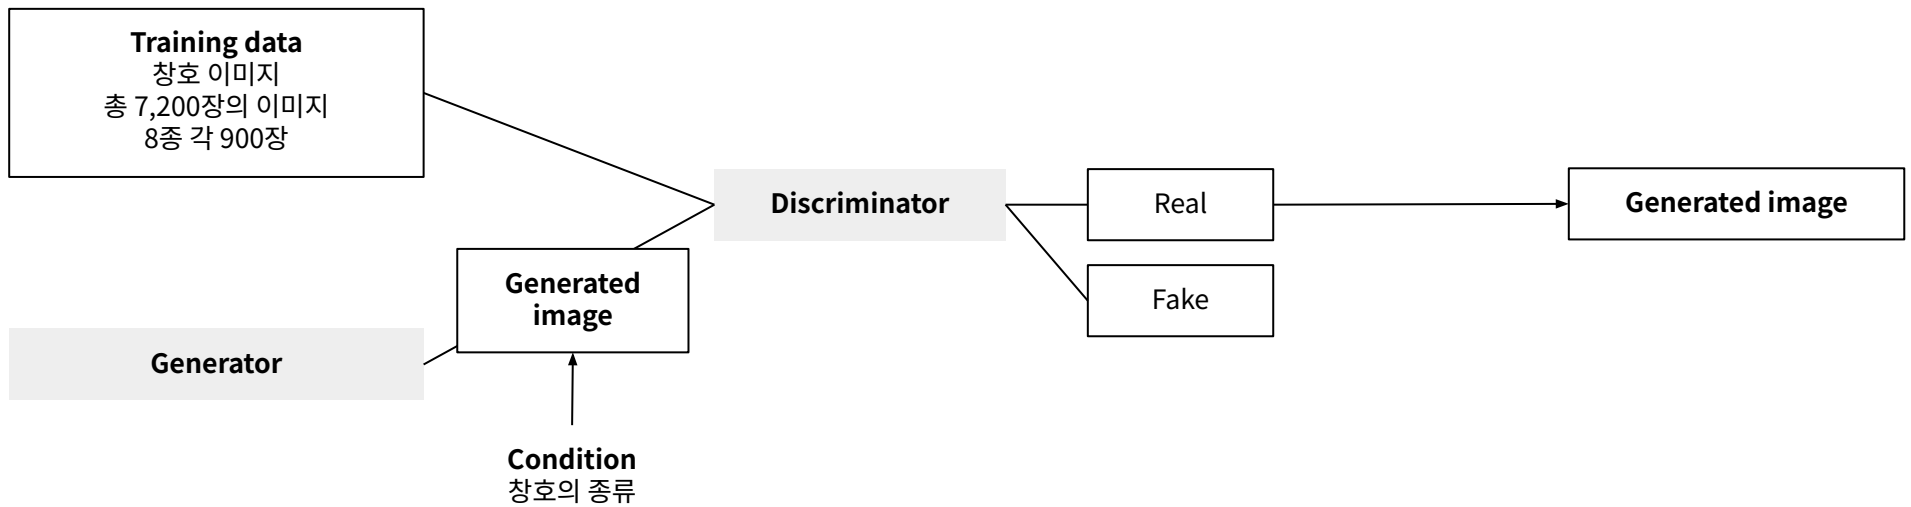 Training data
창호 이미지
총 7,200장의 이미지
8종 각 900장
Generator
Generated
image
Condition
창호의 종류
Discriminator
Real
Fake
Generated image